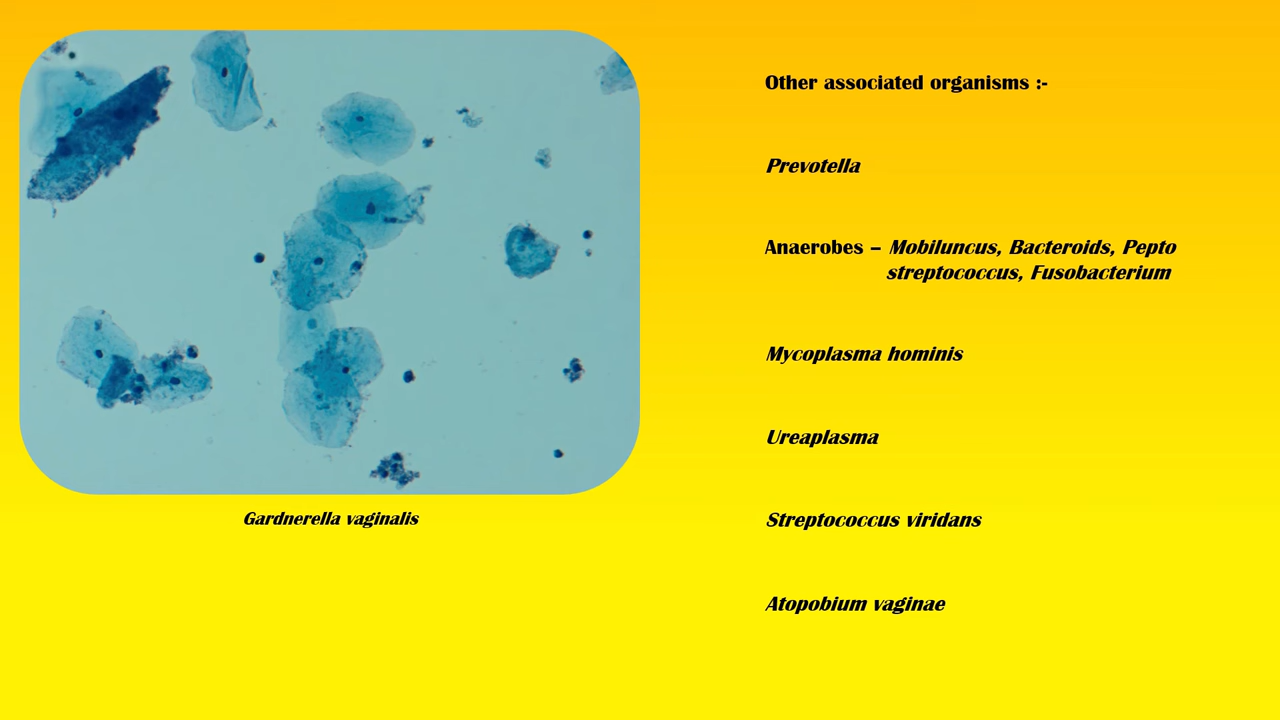 Other associated organisms :-
Prevotella
Anaerobes – Mobiluncus, Bacteroids, Pepto
streptococcus, Fusobacterium
Mycoplasma hominis
Ureaplasma
Streptococcus viridans
Atopobium vaginae
Gardnerella vaginalis